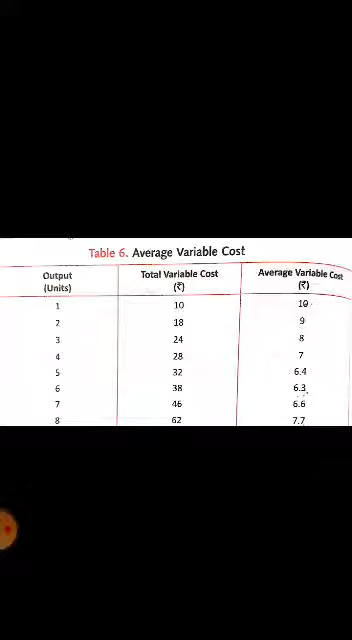 Table 6. Average Variable Cost
Output (Units) Total Variable Cost (₹) Average Variable Cost (₹)
1 10 10
2 18 9
3 24 8
4 28 7
5 32 6.4
6 38 6.3
7 46 6.6
8 62 7.7